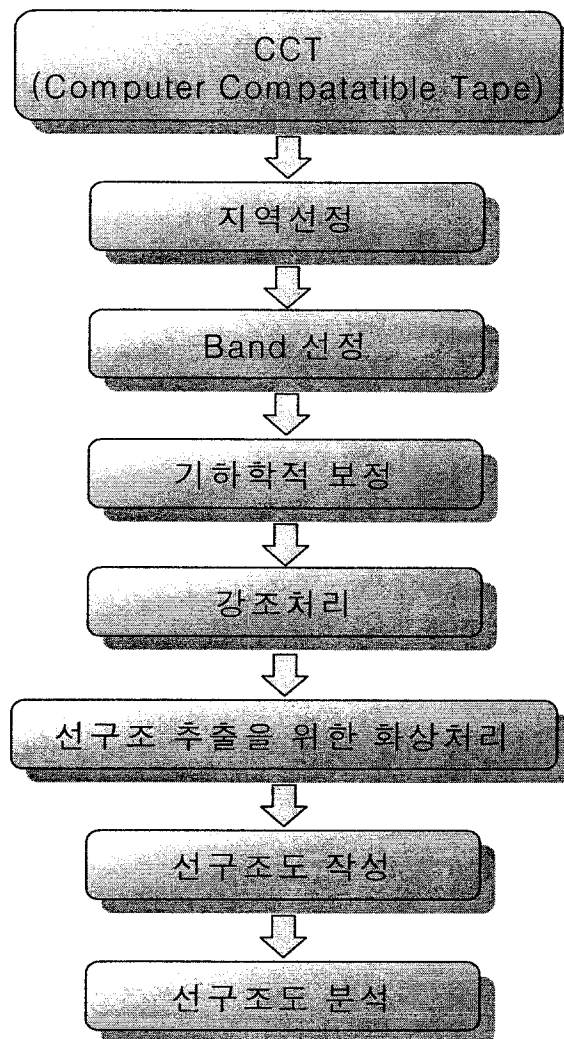 CCT
(Computer Compatatible Tape)
지역선정
Band 선정
기하학적 보정
강조처리
선구조 추출을 위한 화상처리
선구조도 작성
선구조도 분석